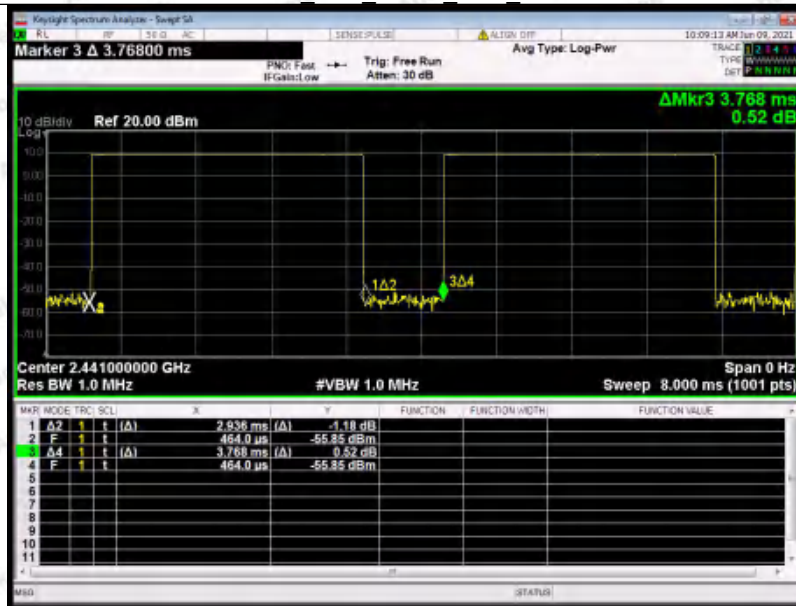 Keysight Spectrum Analyzer - Swept SA
RL RF 50 Ω AC SENSE:PULSE ALIGN OFF 10:09:13 AM Jun 09, 2021
Marker 3 Δ 3.76800 ms
PNO: Fast
IFGain:Low
Trig: Free Run
Atten: 30 dB
Avg Type: Log-Pwr
TRACE 1 2 3 4 5 6
TYPE
DET P N N N N N
ΔMkr3 3.768 ms
0.52 dB
10 dB/div Ref 20.00 dBm
Log
10.0
0.00
-10.0
-20.0
-30.0
-40.0
-50.0
-60.0
-70.0
1Δ2
3Δ4
Center 2.441000000 GHz Span 0 Hz
Res BW 1.0 MHz #VBW 1.0 MHz Sweep 8.000 ms (1001 pts)
MKR MODE TRC SCL X Y FUNCTION FUNCTION WIDTH FUNCTION VALUE
1 Δ2 1 t (Δ) 2.936 ms (Δ) -1.18 dB
2 F 1 t 464.0 µs -55.85 dBm
3 Δ4 1 t (Δ) 3.768 ms (Δ) 0.52 dB
4 F 1 t 464.0 µs -55.85 dBm
5
6
7
8
9
10
11
MSG STATUS